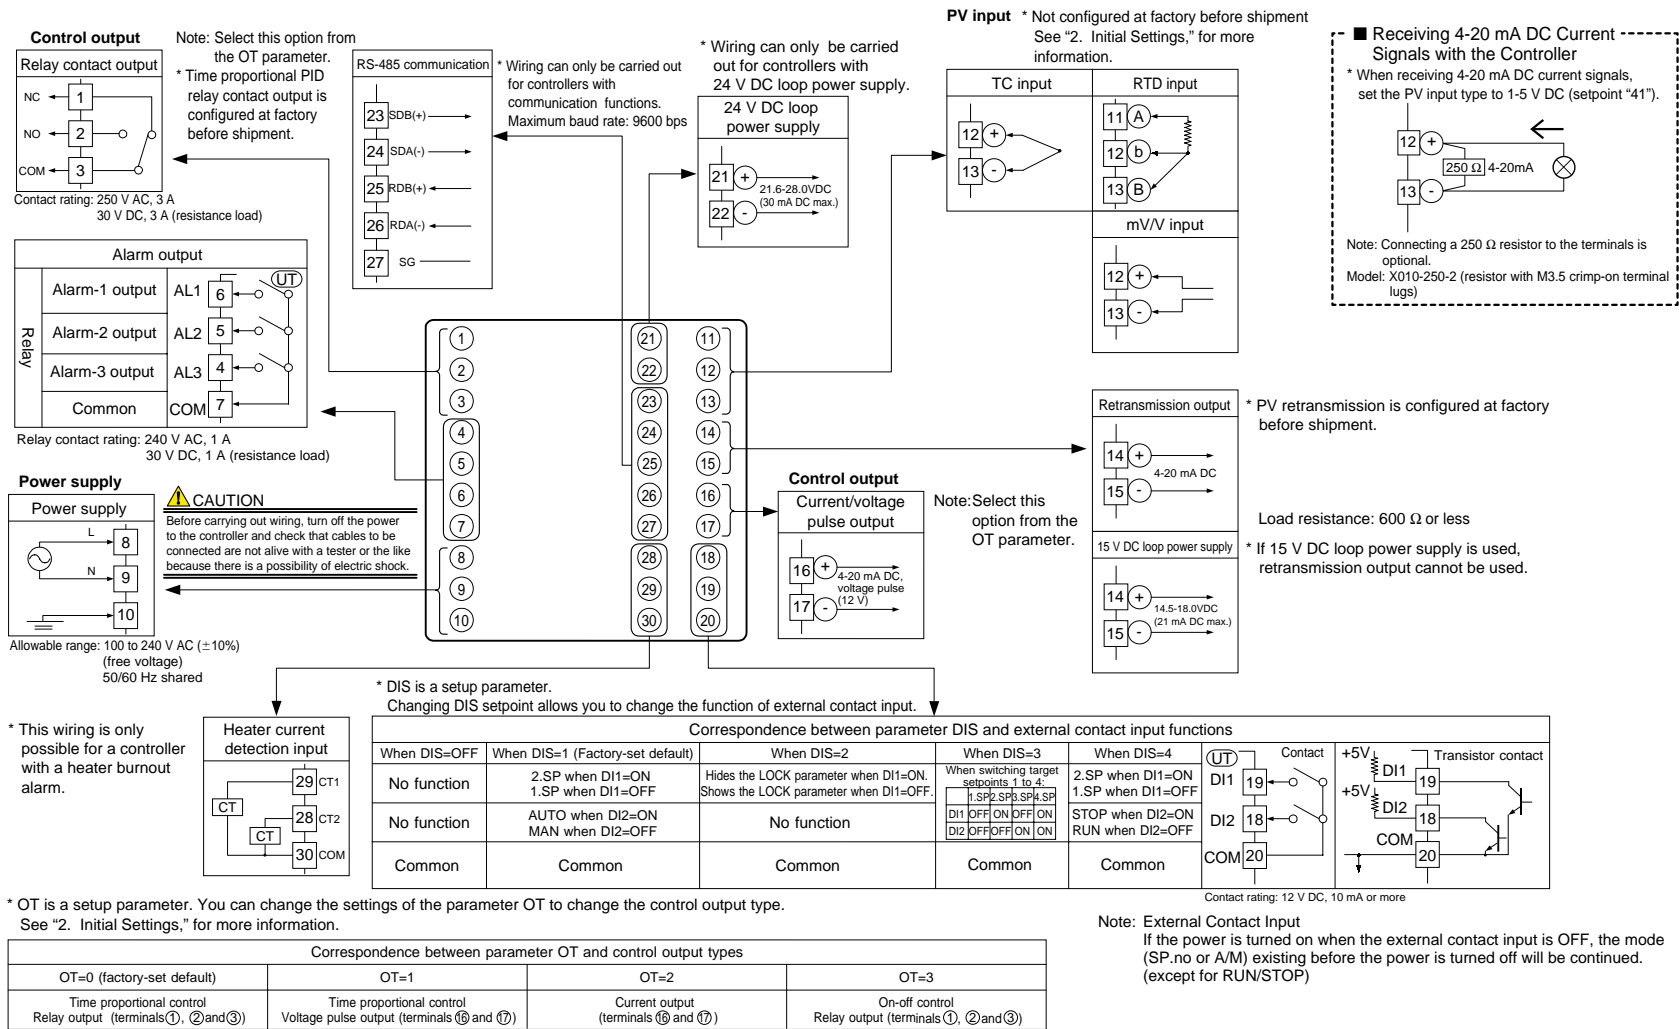 Control output
Relay contact output
NC
1
NO
2
COM
3
Contact rating: 250 V AC, 3 A
30 V DC, 3 A (resistance load)
Note: Select this option from
the OT parameter.
* Time proportional PID
relay contact output is
configured at factory
before shipment.
RS-485 communication
23 SDB(+)
24 SDA(-)
25 RDB(+)
26 RDA(-)
27 SG
* Wiring can only be carried out
for controllers with
communication functions.
Maximum baud rate: 9600 bps
* Wiring can only be carried
out for controllers with
24 V DC loop power supply.
24 V DC loop
power supply
21 +
21.6-28.0VDC
(30 mA DC max.)
22 -
PV input
* Not configured at factory before shipment
See “2. Initial Settings,” for more
information.
TC input
12 +
13 -
RTD input
11 A
12 b
13 B
mV/V input
12 +
13 -
■ Receiving 4-20 mA DC Current
Signals with the Controller
* When receiving 4-20 mA DC current signals,
set the PV input type to 1-5 V DC (setpoint “41”).
12 +
250 Ω 4-20mA
13 -
Note: Connecting a 250 Ω resistor to the terminals is
optional.
Model: X010-250-2 (resistor with M3.5 crimp-on terminal
lugs)
Alarm output
Relay
Alarm-1 output AL1 6
UT
Alarm-2 output AL2 5
Alarm-3 output AL3 4
Common COM 7
Relay contact rating: 240 V AC, 1 A
30 V DC, 1 A (resistance load)
Power supply
Power supply
L 8
N 9
10
Allowable range: 100 to 240 V AC (±10%)
(free voltage)
50/60 Hz shared
CAUTION
Before carrying out wiring, turn off the power
to the controller and check that cables to be
connected are not alive with a tester or the like
because there is a possibility of electric shock.
1 21 11
2 22 12
3 23 13
4 24 14
5 25 15
6 26 16
7 27 17
8 28 18
9 29 19
10 30 20
Control output
Current/voltage
pulse output
16 +
4-20 mA DC,
voltage pulse
(12 V)
17 -
Note:Select this
option from the
OT parameter.
Retransmission output
14 +
4-20 mA DC
15 -
* PV retransmission is configured at factory
before shipment.
Load resistance: 600 Ω or less
15 V DC loop power supply
14 +
14.5-18.0VDC
(21 mA DC max.)
15 -
* If 15 V DC loop power supply is used,
retransmission output cannot be used.
* This wiring is only
possible for a controller
with a heater burnout
alarm.
Heater current
detection input
29 CT1
CT
28 CT2
CT
30 COM
* DIS is a setup parameter.
Changing DIS setpoint allows you to change the function of external contact input.
Correspondence between parameter DIS and external contact input functions
When DIS=OFF When DIS=1 (Factory-set default) When DIS=2 When DIS=3 When DIS=4
No function
2.SP when DI1=ON
1.SP when DI1=OFF
Hides the LOCK parameter when DI1=ON.
Shows the LOCK parameter when DI1=OFF.
When switching target
setpoints 1 to 4:
1.SP 2.SP 3.SP 4.SP
DI1 OFF ON OFF ON
DI2 OFF OFF ON ON
2.SP when DI1=ON
1.SP when DI1=OFF
No function
AUTO when DI2=ON
MAN when DI2=OFF
No function
STOP when DI2=ON
RUN when DI2=OFF
Common Common Common Common Common
UT Contact
DI1 19
DI2 18
COM 20
+5V Transistor contact
DI1 19
+5V
DI2 18
COM
20
Contact rating: 12 V DC, 10 mA or more
* OT is a setup parameter. You can change the settings of the parameter OT to change the control output type.
See “2. Initial Settings,” for more information.
Note: External Contact Input
If the power is turned on when the external contact input is OFF, the mode
(SP.no or A/M) existing before the power is turned off will be continued.
(except for RUN/STOP)
Correspondence between parameter OT and control output types
OT=0 (factory-set default) OT=1 OT=2 OT=3
Time proportional control
Relay output (terminals①, ②and③)
Time proportional control
Voltage pulse output (terminals ⑯ and ⑰)
Current output
(terminals ⑯ and ⑰)
On-off control
Relay output (terminals①, ②and③)